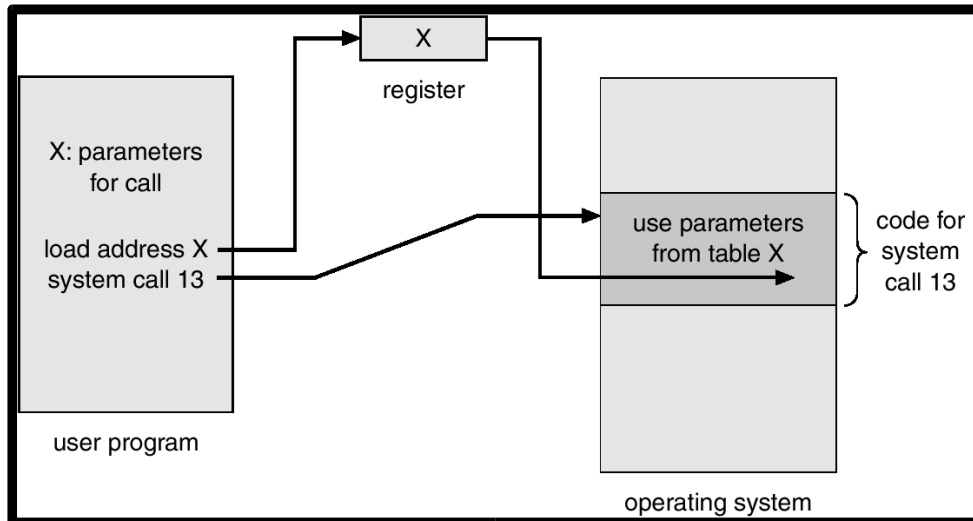 X
register
X: parameters
for call
load address X
system call 13
user program
use parameters
from table X
code for
system
call 13
operating system